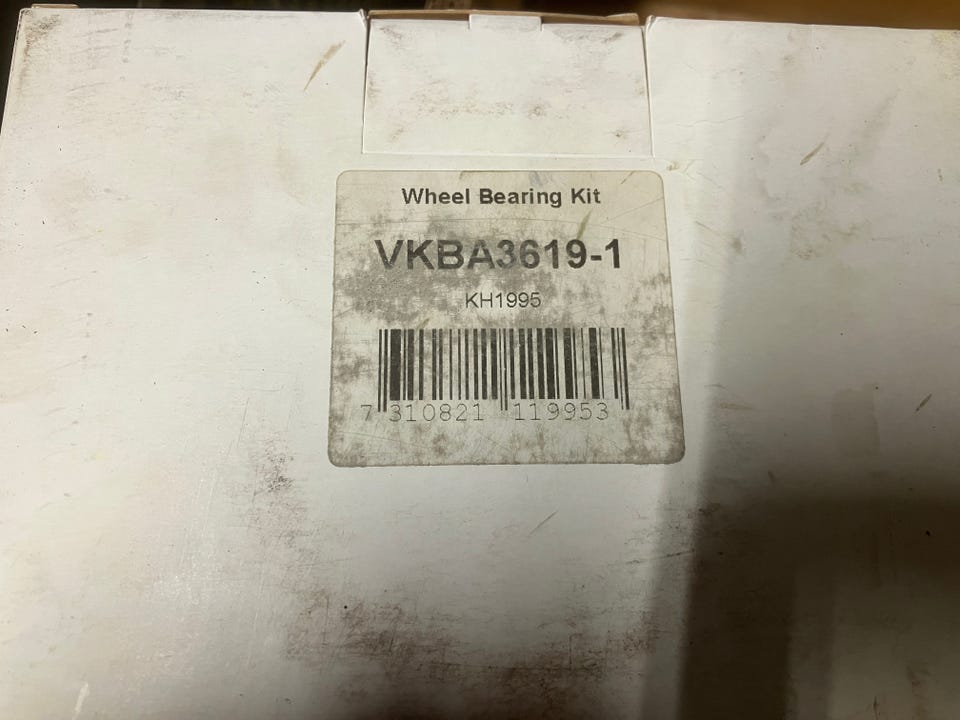 Wheel Bearing Kit
VKBA3619-1
KH1995
7 310821 119953